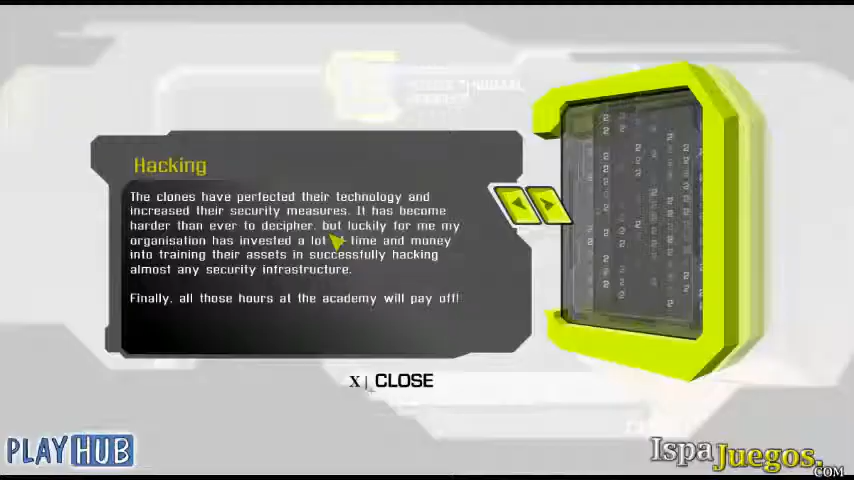 Hacking
The clones have perfected their technology and
increased their security measures. It has become
harder than ever to decipher, but luckily for me my
organisation has invested a lot time and money
into training their assets in successfully hacking
almost any security infrastructure.
Finally, all those hours at the academy will pay off!
X | CLOSE
PLAYHUB
IspaJuegos.COM